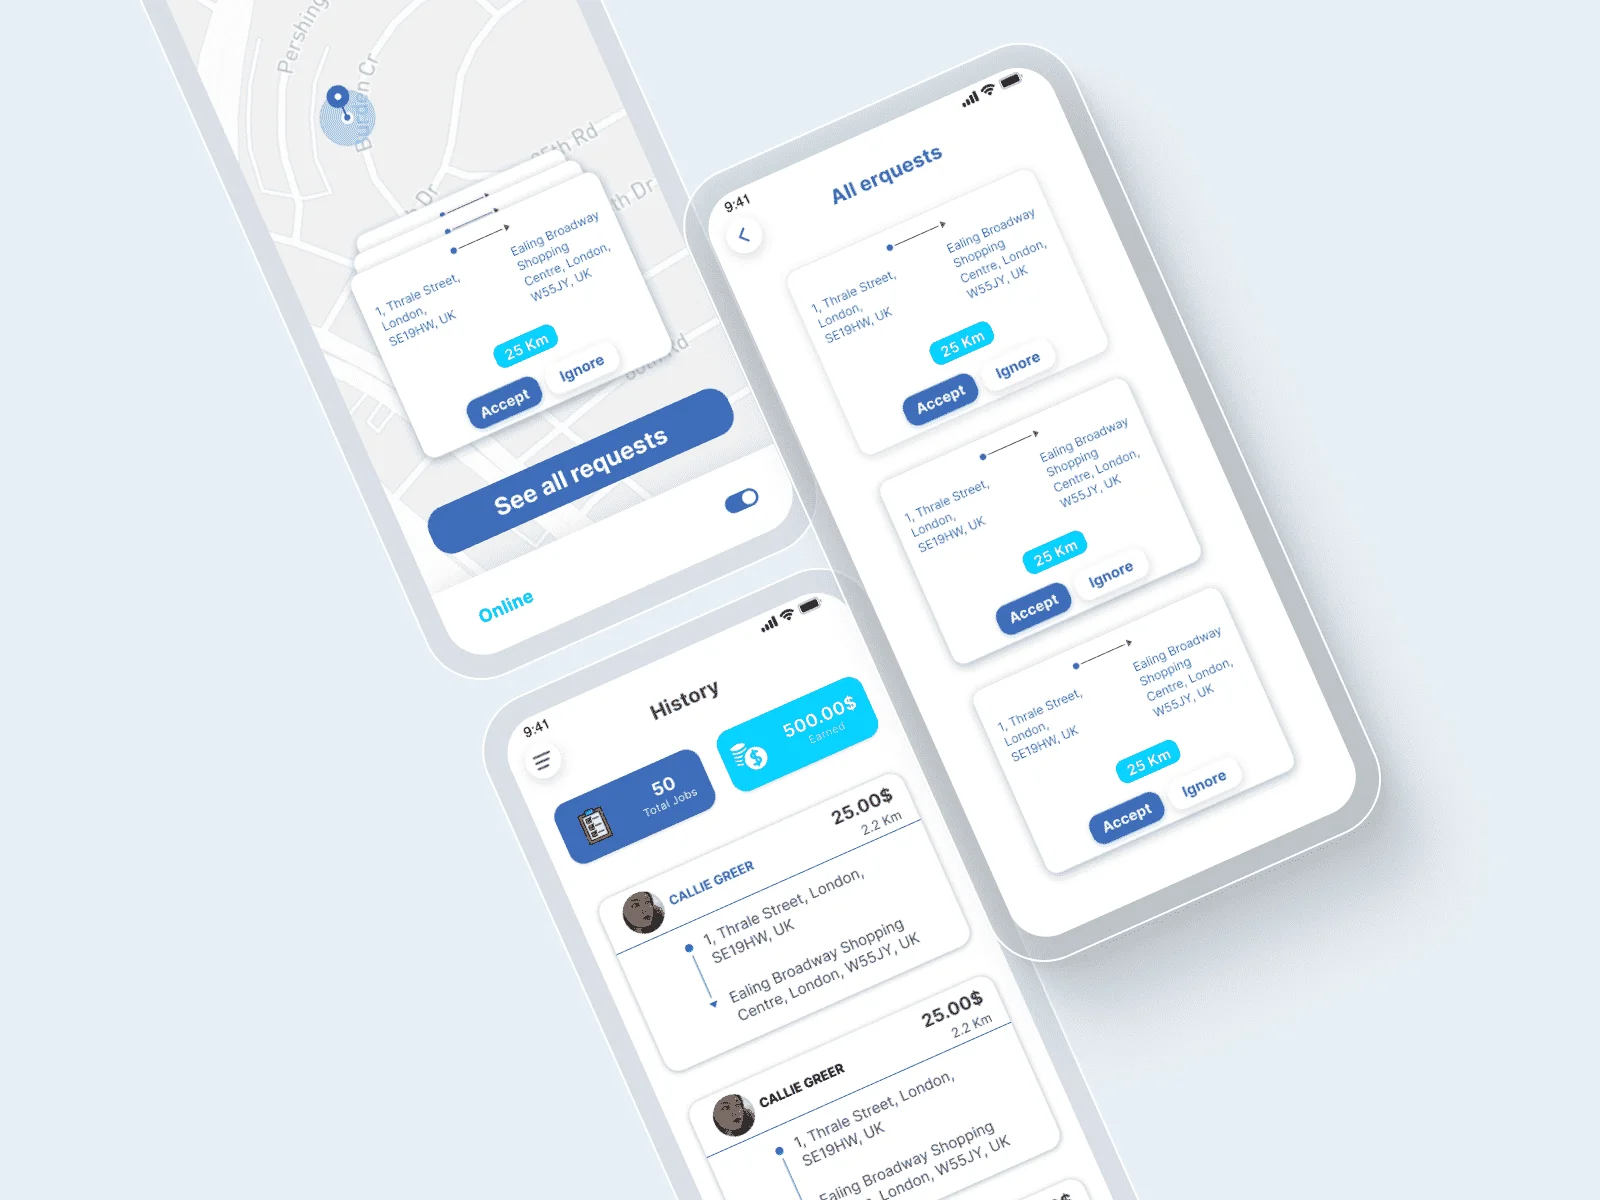 Pershing
Burden Cr
85th Rd
th Dr
h Dr
1, Thrale Street,
London,
SE19HW, UK
Ealing Broadway
Shopping
Centre, London,
W55JY, UK
25 Km
Accept
Ignore
Rd
See all requests
Online
9:41
All erquests
1, Thrale Street,
London,
SE19HW, UK
Ealing Broadway
Shopping
Centre, London,
W55JY, UK
25 Km
Accept
Ignore
1, Thrale Street,
London,
SE19HW, UK
Ealing Broadway
Shopping
Centre, London,
W55JY, UK
25 Km
Accept
Ignore
1, Thrale Street,
London,
SE19HW, UK
Ealing Broadway
Shopping
Centre, London,
W55JY, UK
25 Km
Accept
Ignore
9:41
History
50
Total Jobs
500.00$
Earned
25.00$
2.2 Km
CALLIE GREER
1, Thrale Street, London,
SE19HW, UK
Ealing Broadway Shopping
Centre, London, W55JY, UK
25.00$
2.2 Km
CALLIE GREER
1, Thrale Street, London,
SE19HW, UK
Ealing Broadway Shopping
Centre, London, W55JY, UK